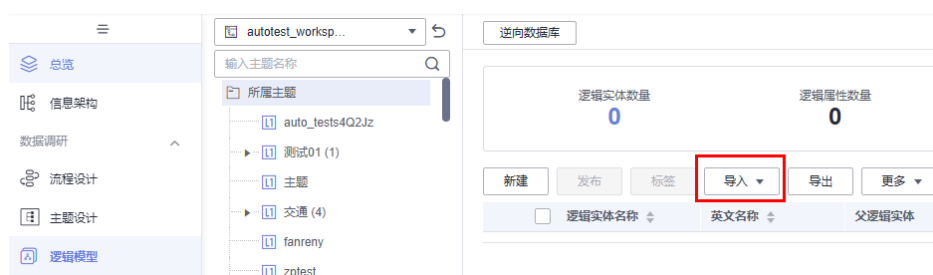 总览
信息架构
数据调研
流程设计
主题设计
逻辑模型
autotest_worksp...
输入主题名称
所属主题
L1 auto_tests4Q2Jz
L1 测试01 (1)
L1 主题
L1 交通 (4)
L1 fanreny
L1 zptest
逆向数据库
逻辑实体数量 逻辑属性数量
0 0
新建 发布 标签 导入 导出 更多
逻辑实体名称 英文名称 父逻辑实体